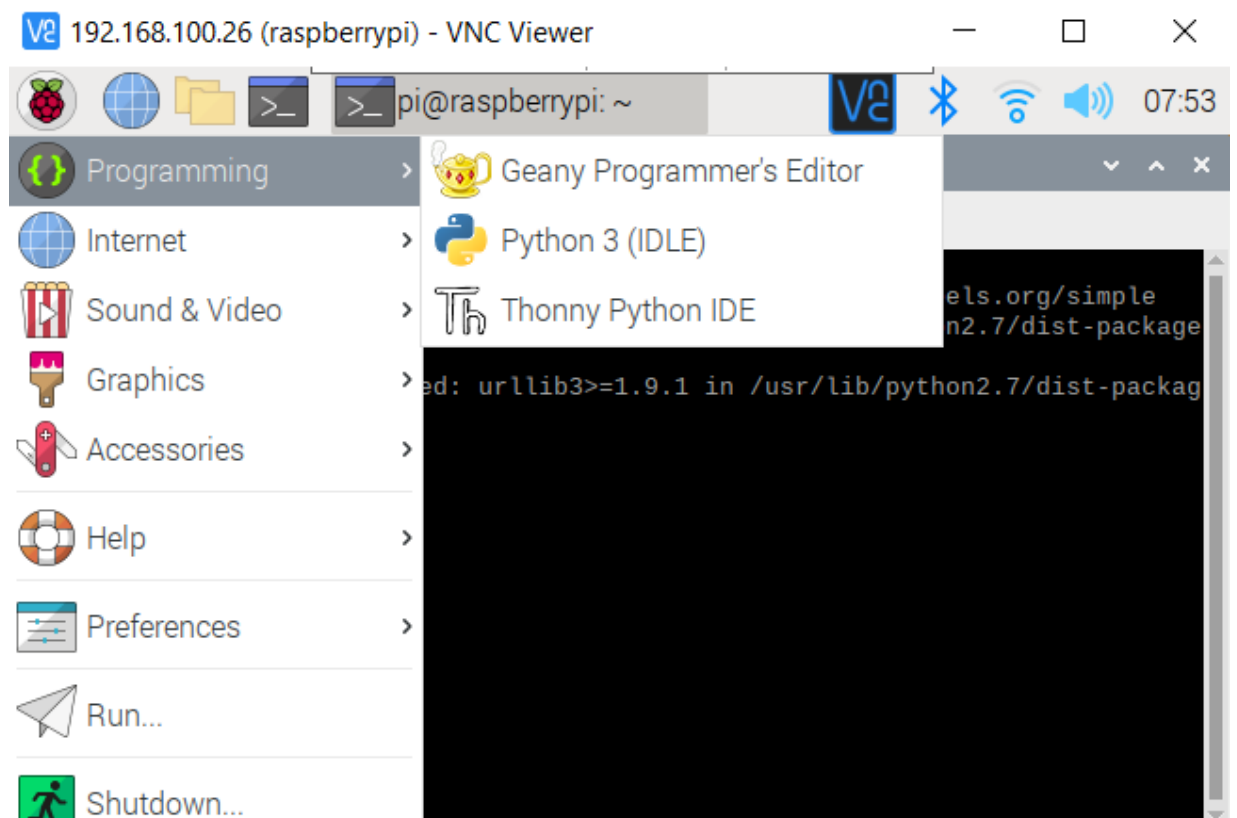 192.168.100.26 (raspberrypi) - VNC Viewer
pi@raspberrypi: ~
07:53
Programming
Internet
Sound & Video
Graphics
Accessories
Help
Preferences
Run...
Shutdown...
Geany Programmer's Editor
Python 3 (IDLE)
Thonny Python IDE
els.org/simple
n2.7/dist-package
ed: urllib3>=1.9.1 in /usr/lib/python2.7/dist-packag